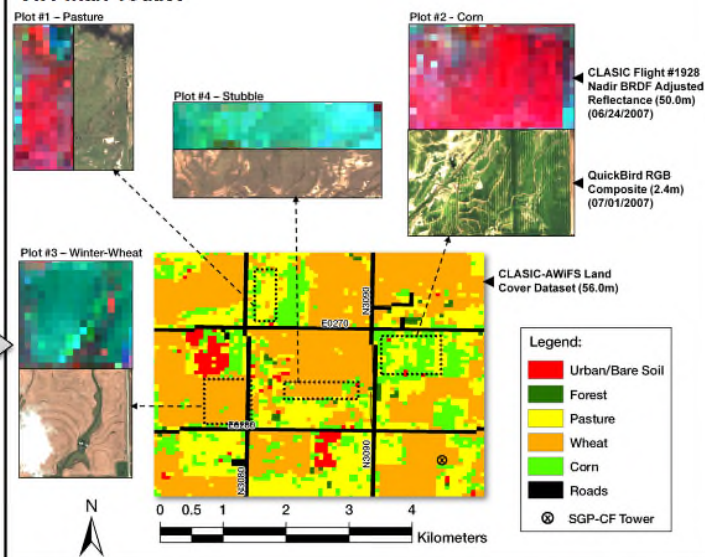 Plot #1 – Pasture
Plot #2 - Corn
Plot #4 – Stubble
CLASIC Flight #1928
Nadir BRDF Adjusted
Reflectance (50.0m)
(06/24/2007)
QuickBird RGB
Composite (2.4m)
(07/01/2007)
Plot #3 – Winter-Wheat
CLASIC-AWiFS Land
Cover Dataset (56.0m)
N3090
E0270
N3080
N3090
Legend:
Urban/Bare Soil
Forest
Pasture
Wheat
Corn
Roads
SGP-CF Tower
N
0 0.5 1 2 3 4
Kilometers